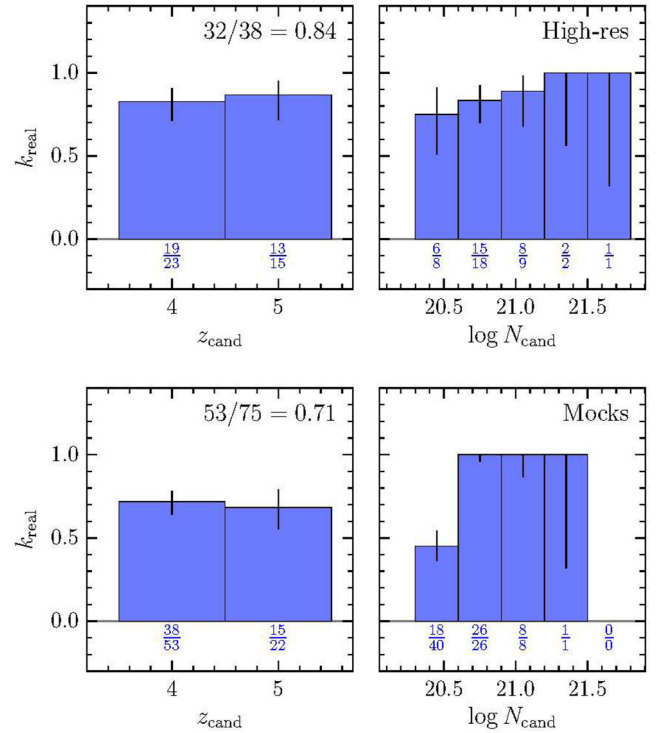 32/38 = 0.84
k_real
1.0
0.5
0.0
19/23 13/15
4 5
z_cand
High-res
6/8 15/18 8/9 2/2 1/1
20.5 21.0 21.5
log N_cand
53/75 = 0.71
k_real
1.0
0.5
0.0
38/53 15/22
4 5
z_cand
Mocks
18/40 26/26 8/8 1/1 0/0
20.5 21.0 21.5
log N_cand